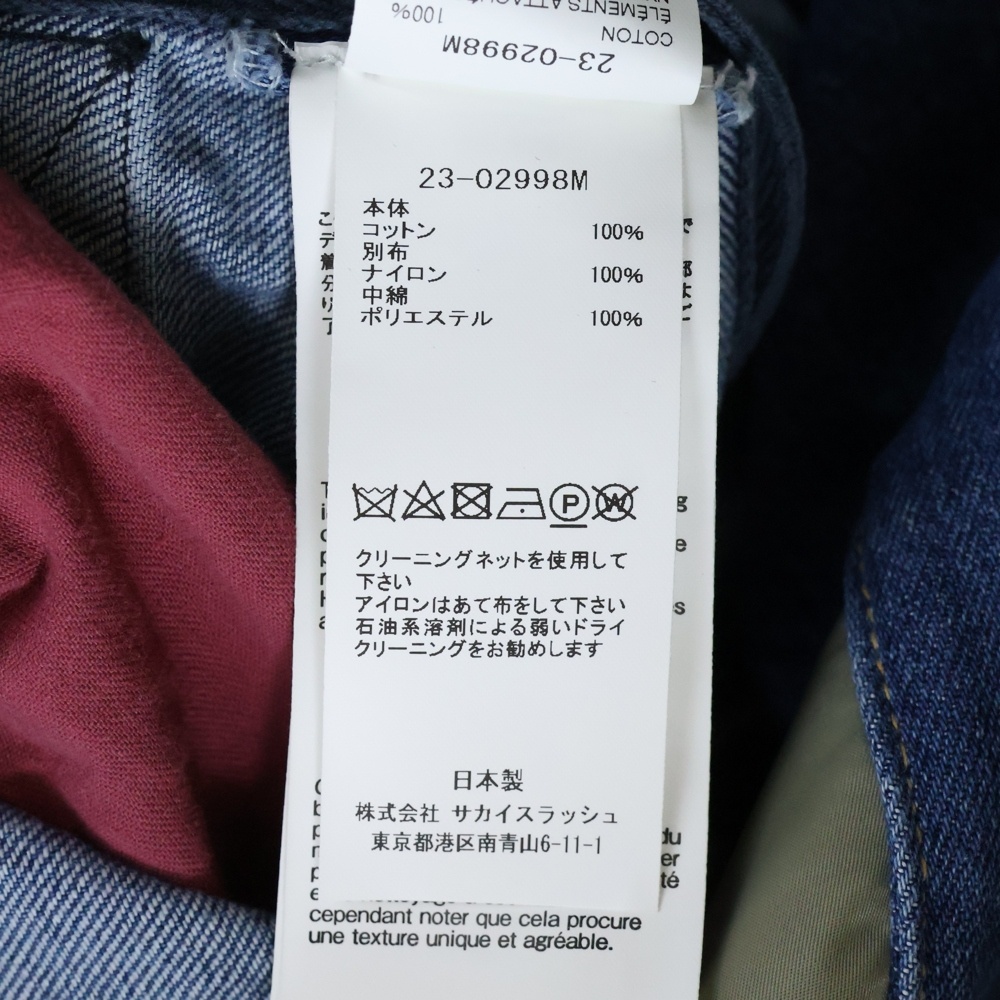 100%
ÉLÉMENTS
COTON
23-02998M
23-02998M
本体
コットン 100%
別布
ナイロン 100%
中綿
ポリエステル 100%
P W
クリーニングネットを使用して
下さい
アイロンはあて布をして下さい
石油系溶剤による弱いドライ
クリーニングをお勧めします
日本製
株式会社 サカイスラッシュ
東京都港区南青山6-11-1
cependant noter que cela procure
une texture unique et agréable.